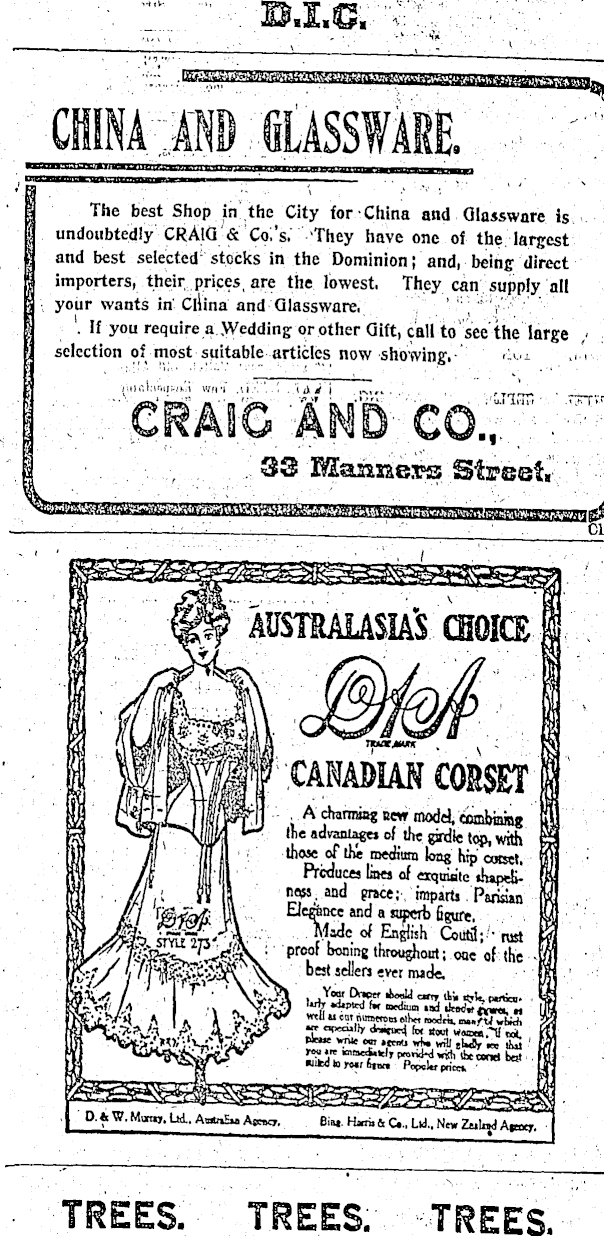 D.I.C.
CHINA AND GLASSWARE.
The best Shop in the City for China and Glassware is
undoubtedly CRAIG & Co.'s. They have one of the largest
and best selected stocks in the Dominion; and, being direct
importers, their prices are the lowest. They can supply all
your wants in China and Glassware.
If you require a Wedding or other Gift, call to see the large
selection of most suitable articles now showing.
CRAIG AND CO.,
33 Manners Street.
C1
AUSTRALASIA'S CHOICE
D&A
TRADE MARK
CANADIAN CORSET
A charming new model, combining
the advantages of the girdle top, with
those of the medium long hip corset.
Produces lines of exquisite shapeli-
ness and grace; imparts Parisian
Elegance and a superb figure.
Made of English Coutil; rust
proof boning throughout; one of the
best sellers ever made.
D&A
STYLE 273
Your Draper should carry this style, particu-
larly adapted for medium and slender figures, as
well as our numerous other models, many of which
are especially designed for stout women. If not,
please write our agents who will gladly see that
you are immediately provided with the corset best
suited to your figure. Popular prices.
D. & W. Murray, Ltd., Australian Agency.
Bing. Harris & Co., Ltd., New Zealand Agency.
TREES. TREES. TREES.